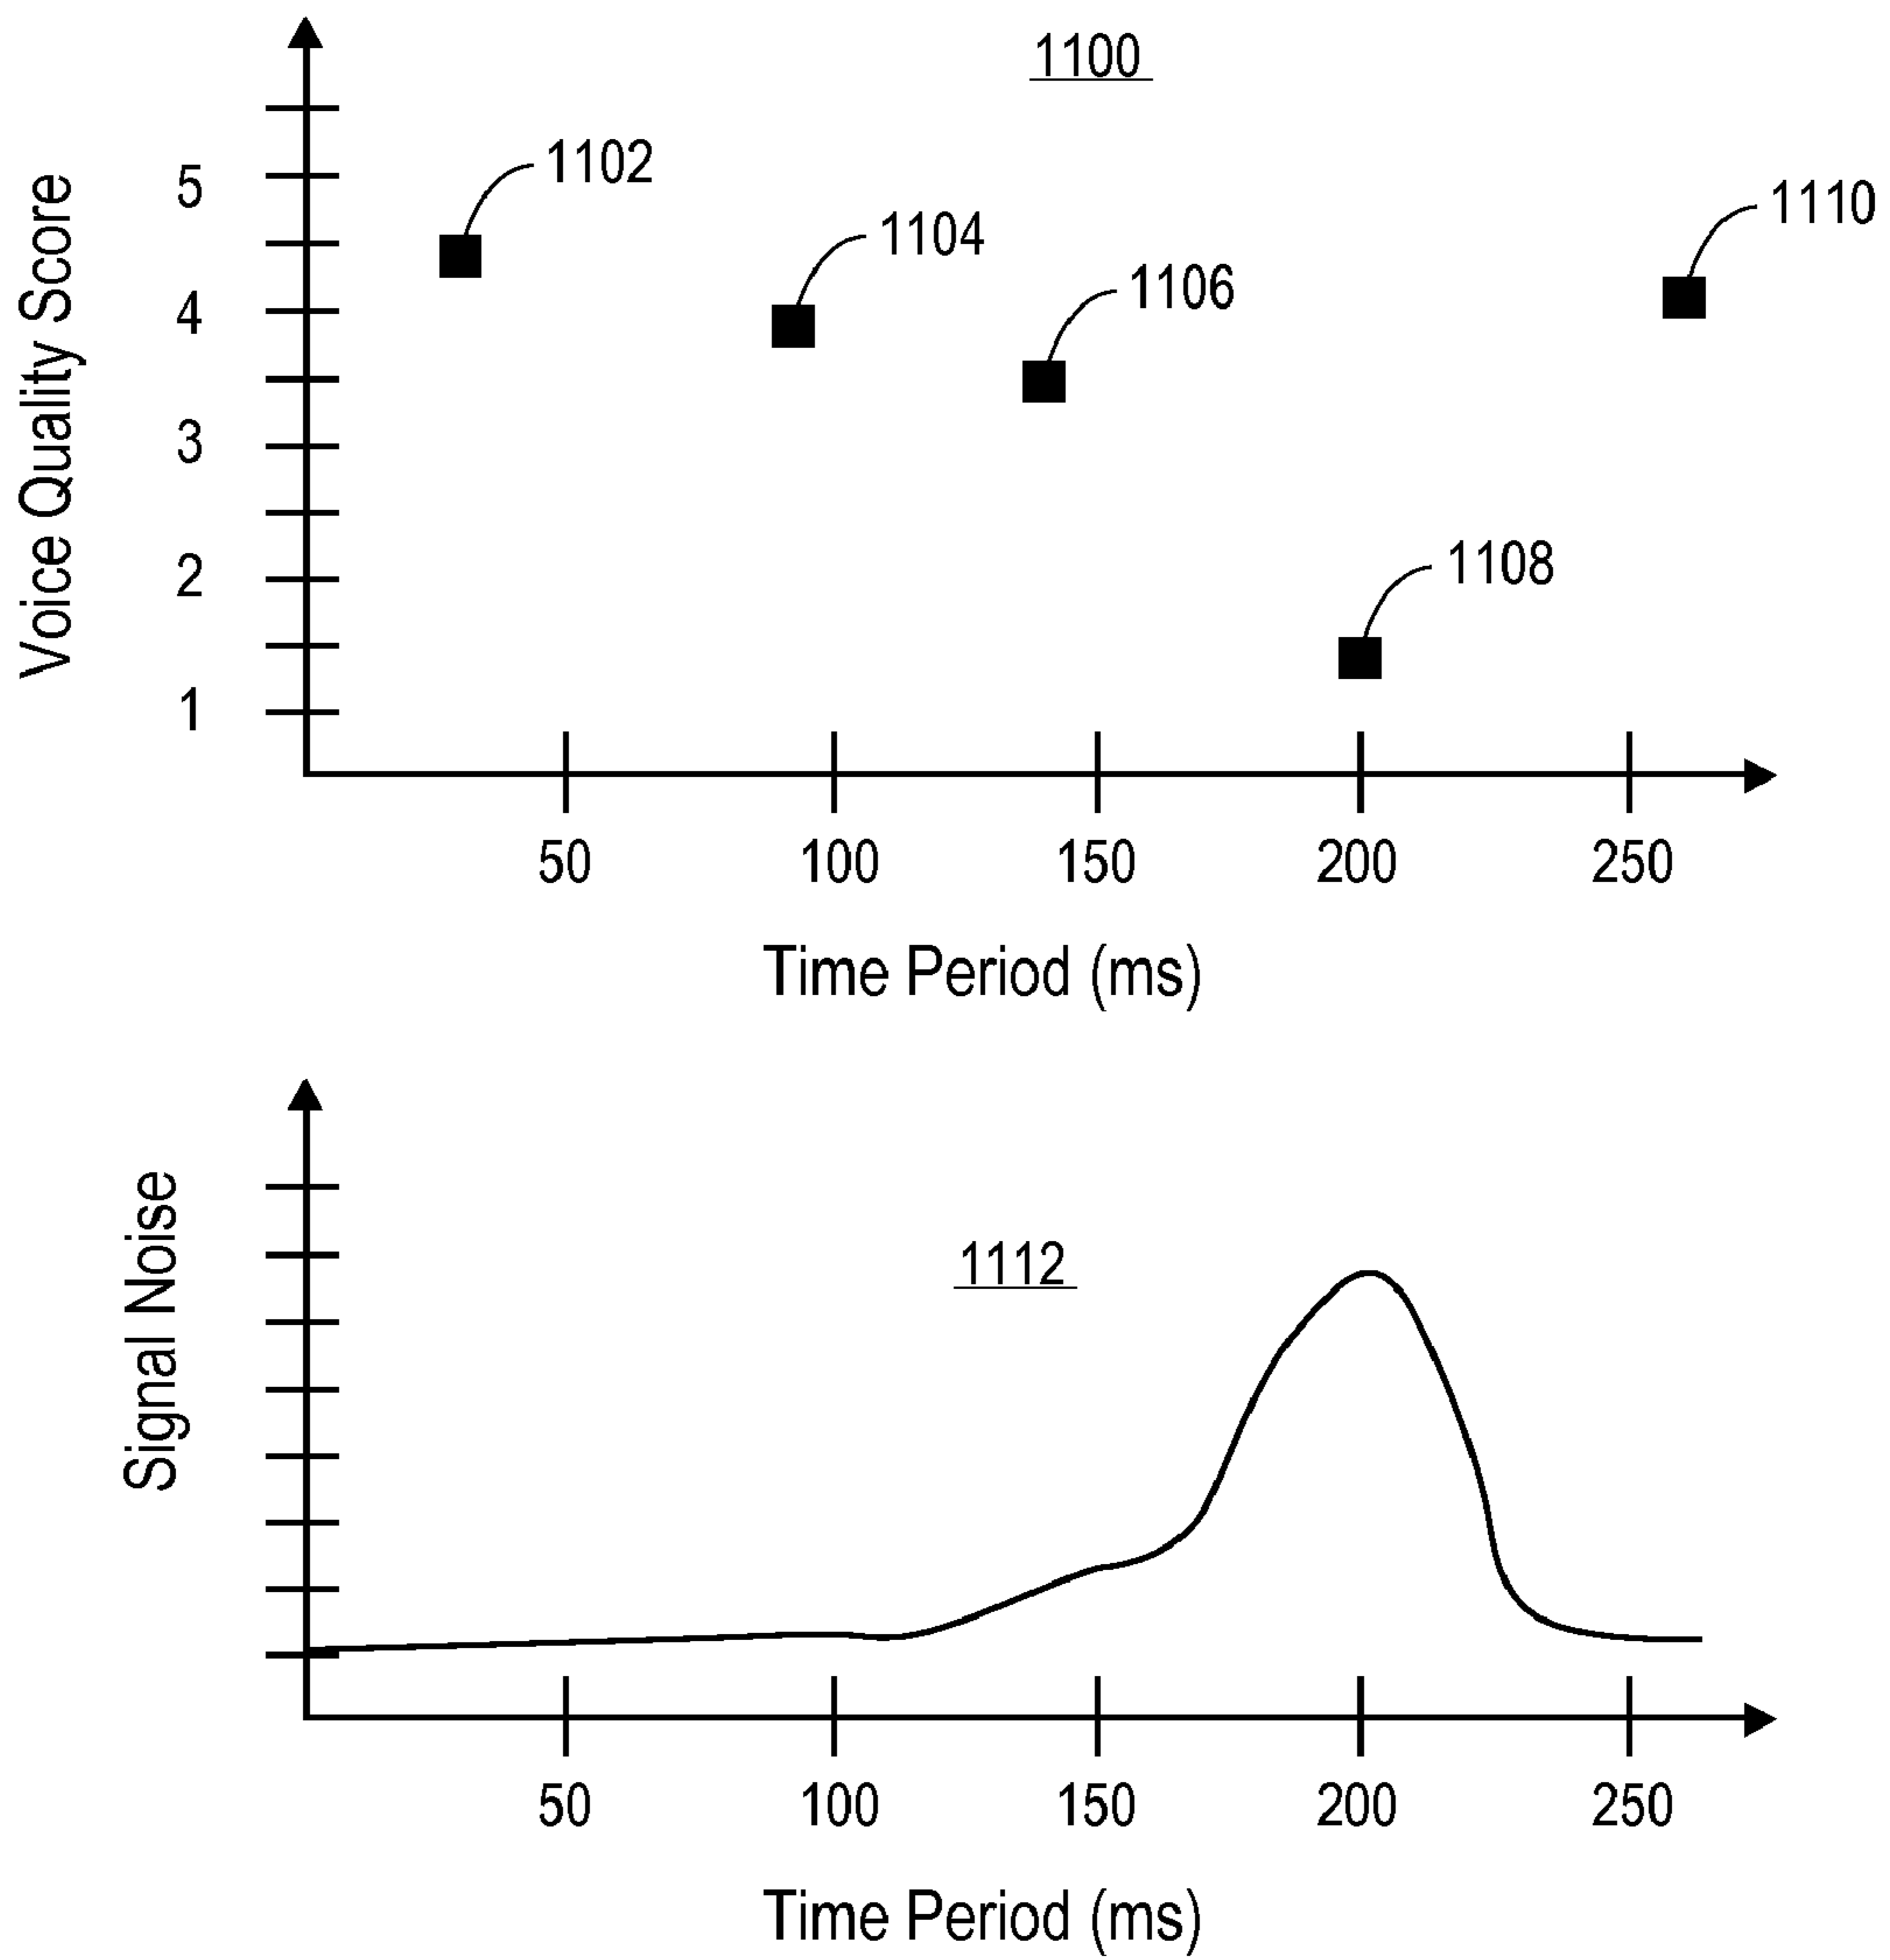 1100
1102
1104
1106
1108
1110
Voice Quality Score
5
4
3
2
1
50 100 150 200 250
Time Period (ms)
1112
Signal Noise
50 100 150 200 250
Time Period (ms)